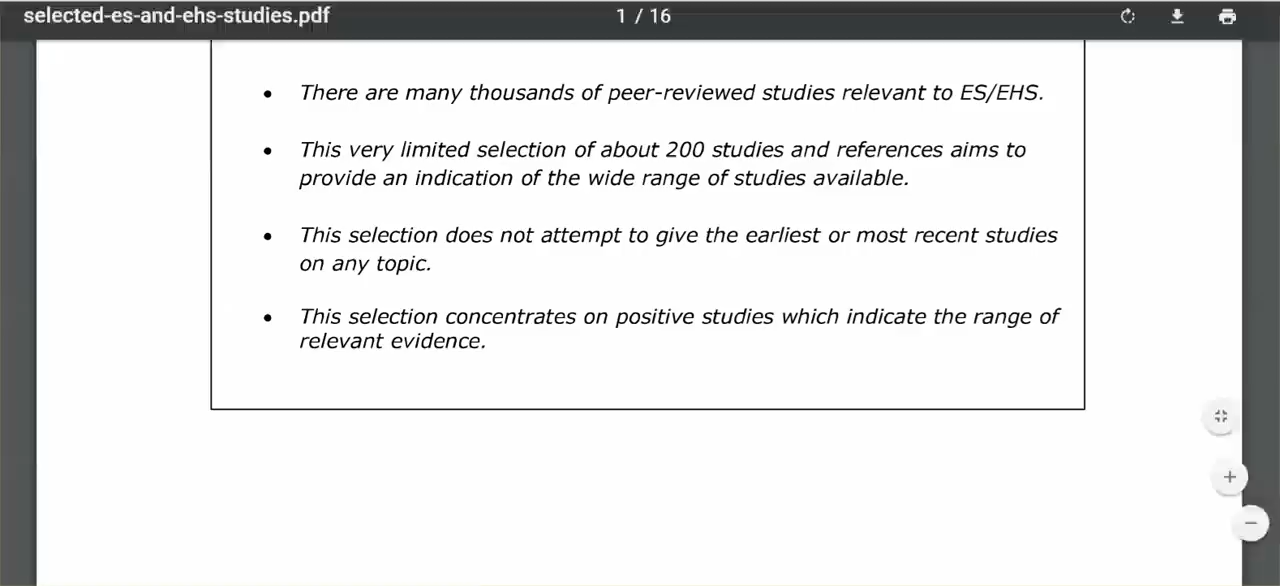 selected-es-and-ehs-studies.pdf 1 / 16
• There are many thousands of peer-reviewed studies relevant to ES/EHS.
• This very limited selection of about 200 studies and references aims to
provide an indication of the wide range of studies available.
• This selection does not attempt to give the earliest or most recent studies
on any topic.
• This selection concentrates on positive studies which indicate the range of
relevant evidence.